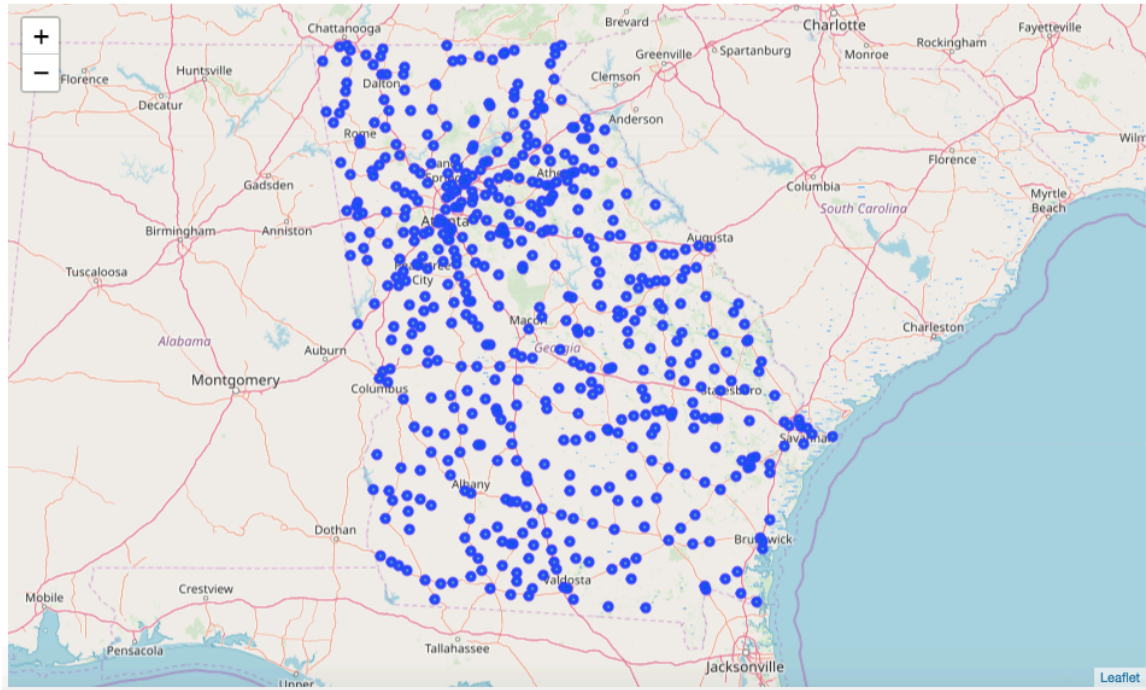 +
−
Chattanooga
Brevard
Charlotte
Fayetteville
Huntsville
Florence
Decatur
Dalton
Greenville
Spartanburg
Monroe
Rockingham
Clemson
Anderson
Rome
Gadsden
Florence
Columbia
Wilm
Myrtle
Beach
South Carolina
Birmingham
Anniston
Augusta
Tuscaloosa
City
Macon
Georgia
Charleston
Alabama
Auburn
Montgomery
Columbus
Statesboro
Savannah
Albany
Dothan
Brunswick
Crestview
Valdosta
Mobile
Pensacola
Tallahassee
Jacksonville
Upper
Leaflet